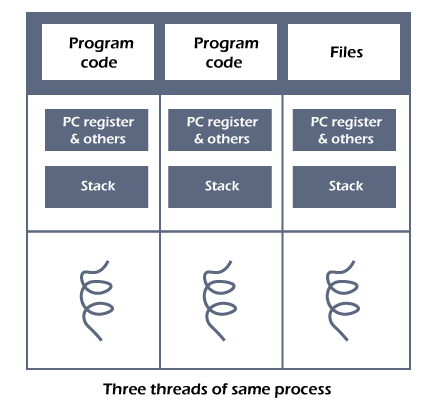 Program
code
Program
code
Files
PC register
& others
PC register
& others
PC register
& others
Stack
Stack
Stack
Three threads of same process